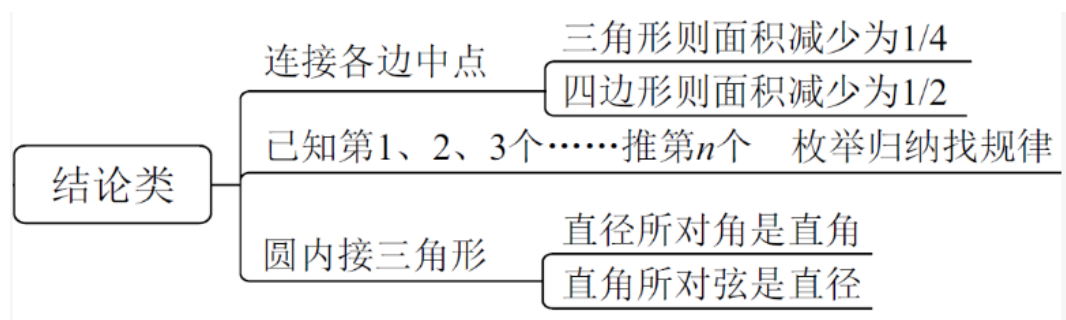 结论类
连接各边中点
三角形则面积减少为1/4
四边形则面积减少为1/2
已知第1、2、3个……推第n个 枚举归纳找规律
圆内接三角形
直径所对角是直角
直角所对弦是直径